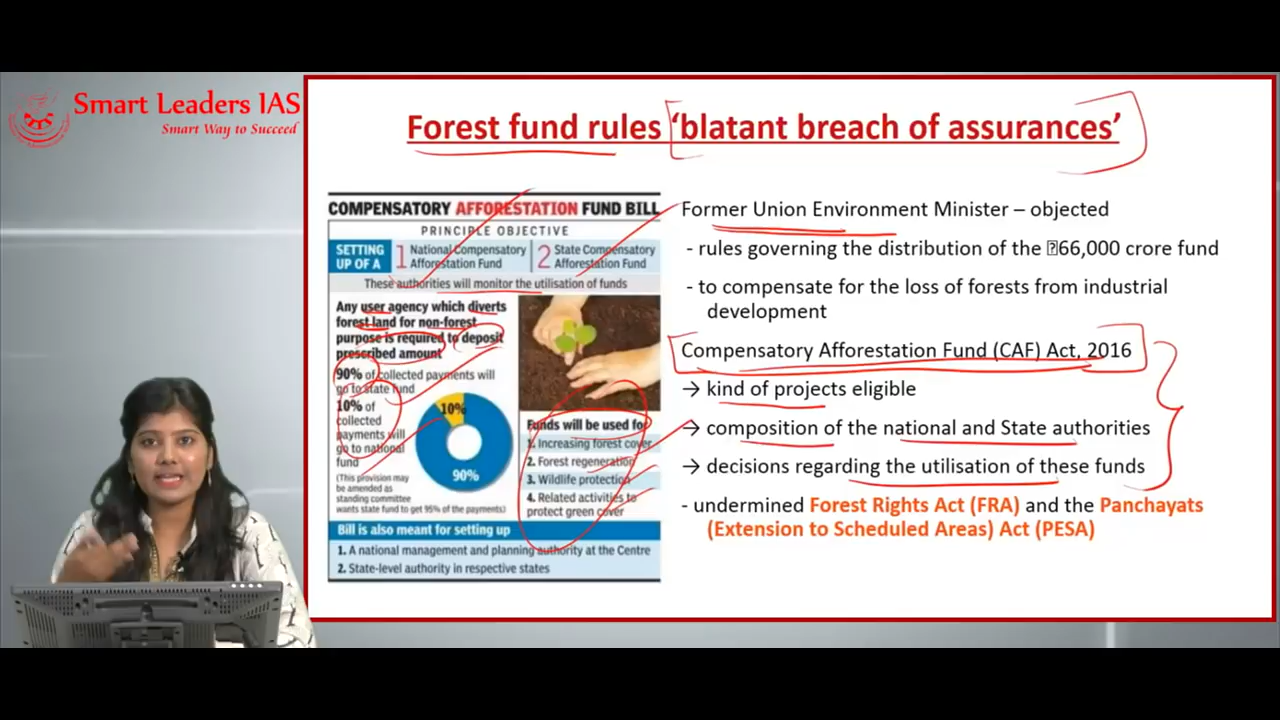 Smart Leaders IAS
Smart Way to Succeed
Forest fund rules ‘blatant breach of assurances’
COMPENSATORY AFFORESTATION FUND BILL
PRINCIPLE OBJECTIVE
SETTING UP OF A
1 National Compensatory Afforestation Fund
2 State Compensatory Afforestation Fund
These authorities will monitor the utilisation of funds
Any user agency which diverts
forest land for non-forest
purpose is required to deposit
prescribed amount
90% of collected payments will
go to state fund
10% of
collected
payments will
go to national
fund
(This provision may
be amended as
standing committee
wants state fund to get 95% of the payments)
10%
90%
Funds will be used for
1. Increasing forest cover
2. Forest regeneration
3. Wildlife protection
4. Related activities to
protect green cover
Bill is also meant for setting up
1. A national management and planning authority at the Centre
2. State-level authority in respective states
Former Union Environment Minister – objected
- rules governing the distribution of the 66,000 crore fund
- to compensate for the loss of forests from industrial
development
Compensatory Afforestation Fund (CAF) Act, 2016
→ kind of projects eligible
→ composition of the national and State authorities
→ decisions regarding the utilisation of these funds
- undermined Forest Rights Act (FRA) and the Panchayats
(Extension to Scheduled Areas) Act (PESA)